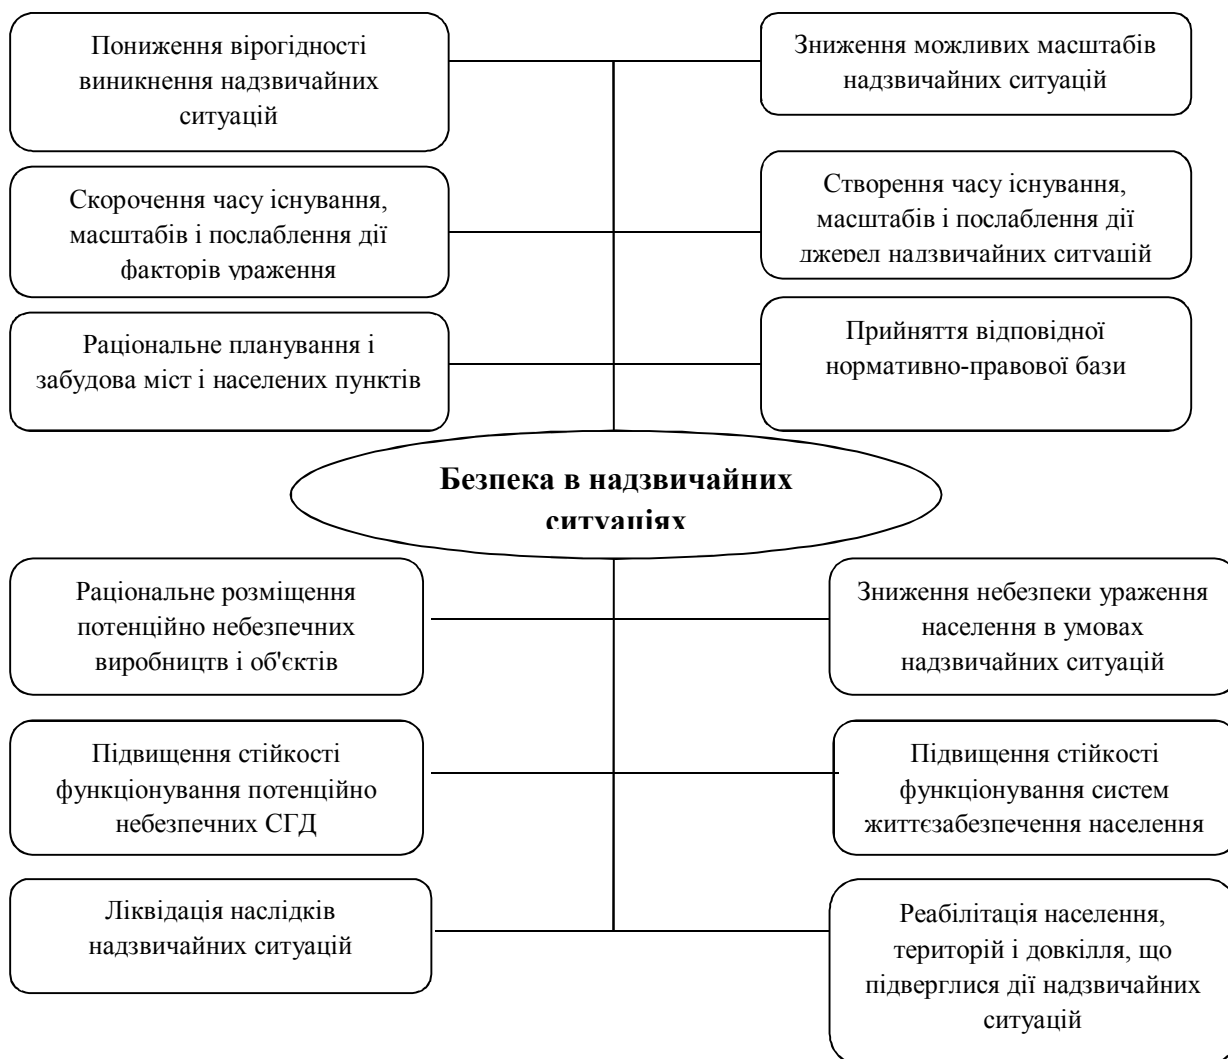 Пониження вірогідності
виникнення надзвичайних
ситуацій
Зниження можливих масштабів
надзвичайних ситуацій
Скорочення часу існування,
масштабів і послаблення дії
факторів ураження
Створення часу існування,
масштабів і послаблення дії
джерел надзвичайних ситуацій
Раціональне планування і
забудова міст і населених пунктів
Прийняття відповідної
нормативно-правової бази
Безпека в надзвичайних
ситуаціях
Раціональне розміщення
потенційно небезпечних
виробництв і об'єктів
Зниження небезпеки ураження
населення в умовах
надзвичайних ситуацій
Підвищення стійкості
функціонування потенційно
небезпечних СГД
Підвищення стійкості
функціонування систем
життєзабезпечення населення
Ліквідація наслідків
надзвичайних ситуацій
Реабілітація населення,
територій і довкілля, що
підверглися дії надзвичайних
ситуацій